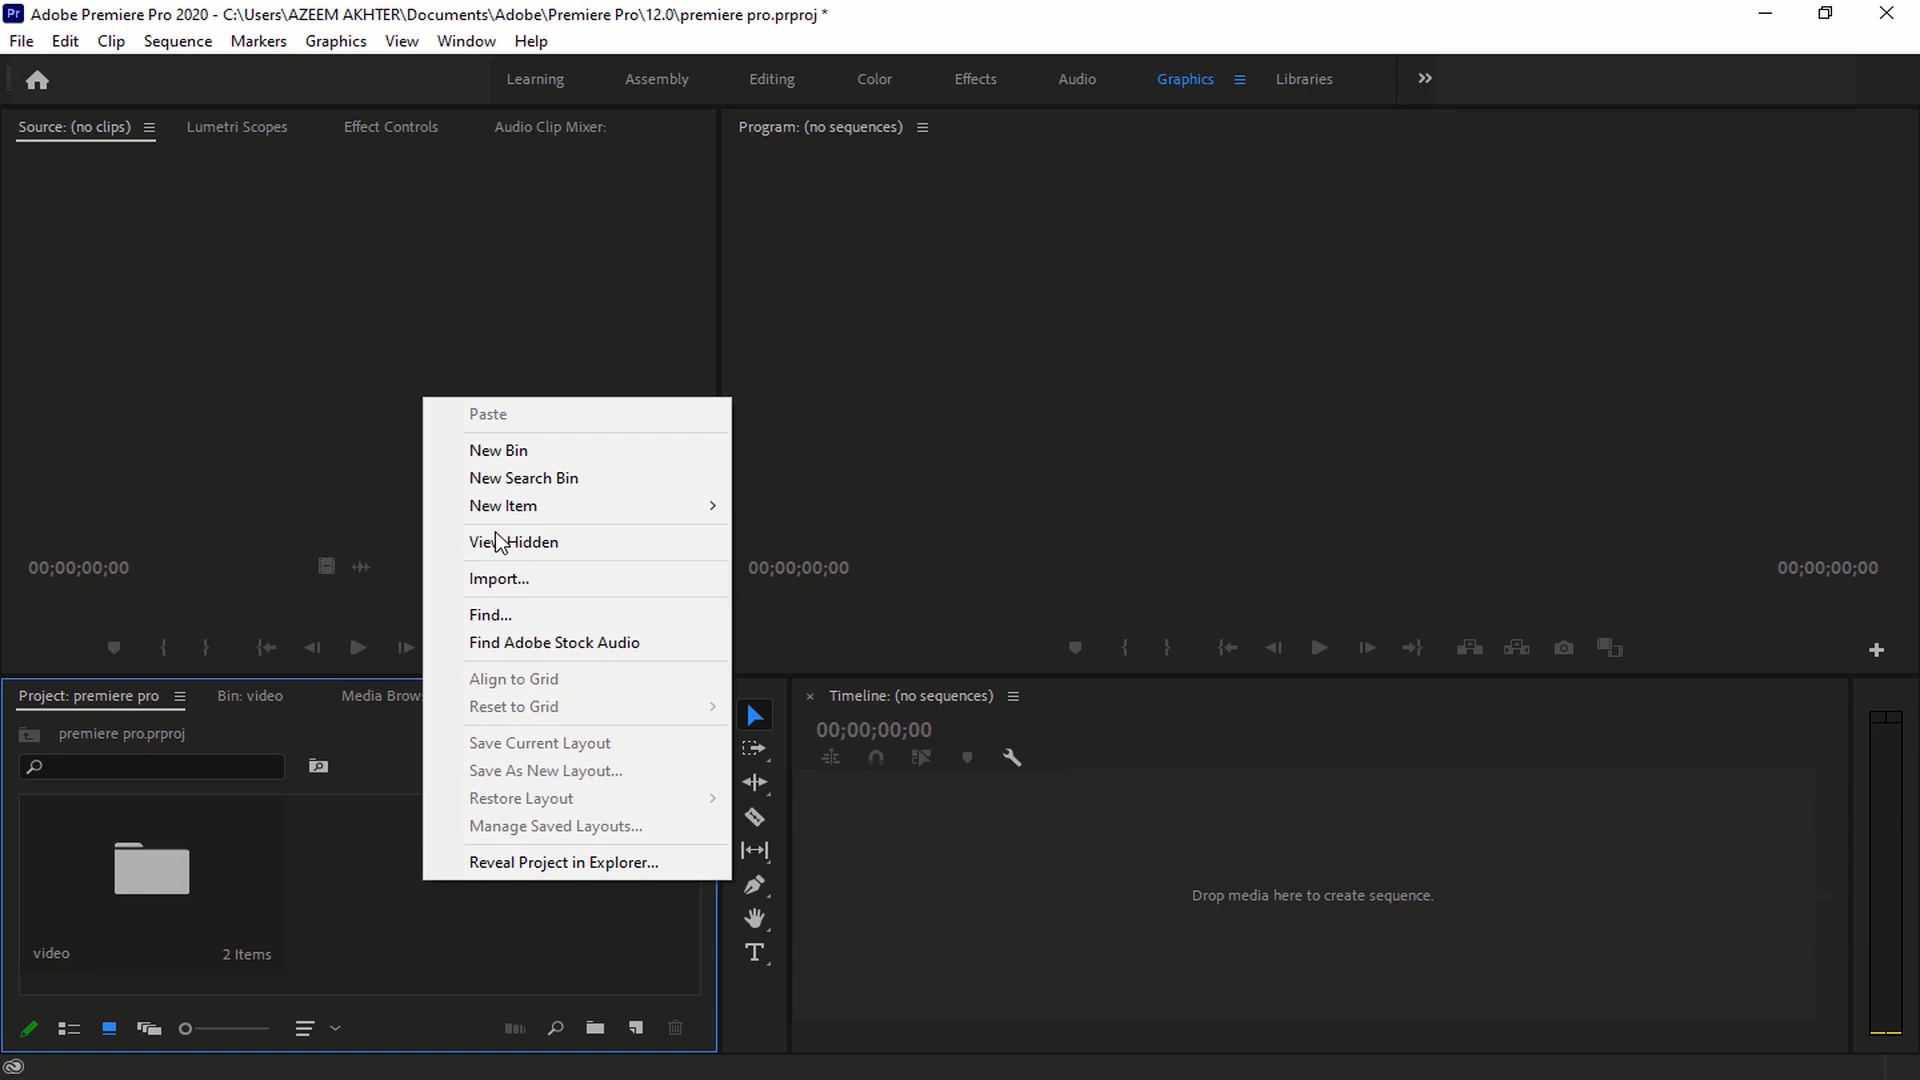 Pr Adobe Premiere Pro 2020 - C:\Users\AZEEM AKHTER\Documents\Adobe\Premiere Pro\12.0\premiere pro.prproj *
File Edit Clip Sequence Markers Graphics View Window Help
Learning Assembly Editing Color Effects Audio Graphics Libraries
Source: (no clips) Lumetri Scopes Effect Controls Audio Clip Mixer: Program: (no sequences)
Paste
New Bin
New Search Bin
New Item
View Hidden
Import...
Find...
Find Adobe Stock Audio
Align to Grid
Reset to Grid
Save Current Layout
Save As New Layout...
Restore Layout
Manage Saved Layouts...
Reveal Project in Explorer...
00;00;00;00 00;00;00;00 00;00;00;00
Project: premiere pro Bin: video Media Brow
premiere pro.prproj
video 2 Items
Timeline: (no sequences)
00;00;00;00
Drop media here to create sequence.